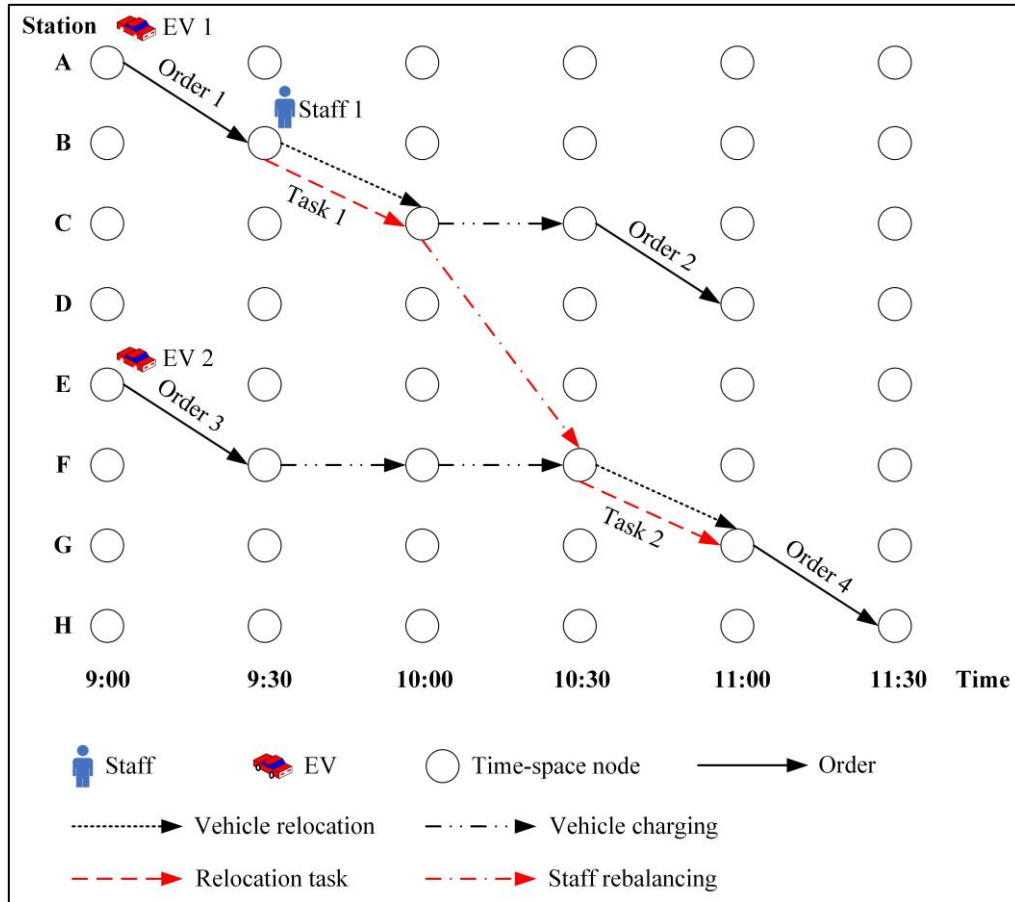 Station EV 1
A Order 1
Staff 1
B
Task 1
C Order 2
D
EV 2
E Order 3
F
Task 2
G Order 4
H
9:00 9:30 10:00 10:30 11:00 11:30 Time
Staff EV Time-space node Order
Vehicle relocation Vehicle charging
Relocation task Staff rebalancing